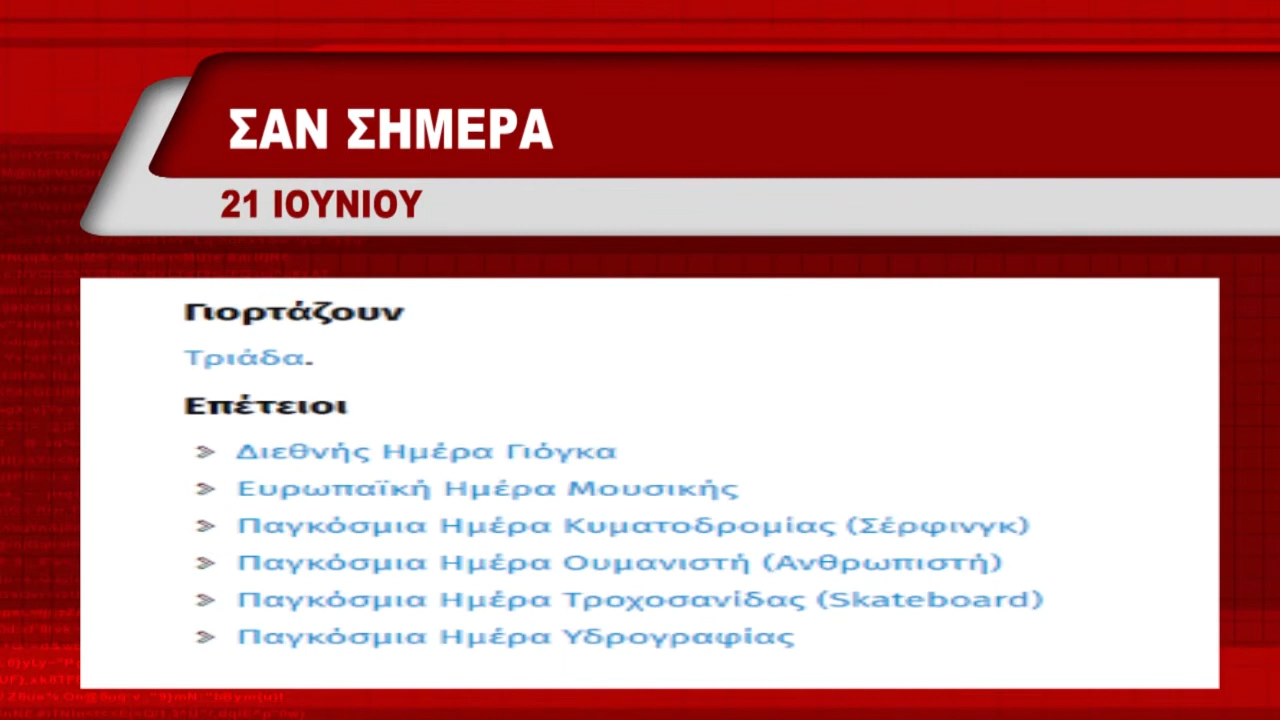 ΣΑΝ ΣΗΜΕΡΑ
21 ΙΟΥΝΙΟΥ
Γιορτάζουν
Τριάδα.
Επέτειοι
Διεθνής Ημέρα Γιόγκα
Ευρωπαϊκή Ημέρα Μουσικής
Παγκόσμια Ημέρα Κυματοδρομίας (Σέρφινγκ)
Παγκόσμια Ημέρα Ουμανιστή (Ανθρωπιστή)
Παγκόσμια Ημέρα Τροχοσανίδας (Skateboard)
Παγκόσμια Ημέρα Υδρογραφίας